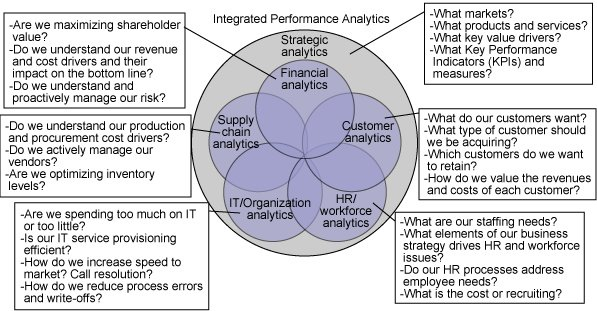 Integrated Performance Analytics
-Are we maximizing shareholder
value?
-Do we understand our revenue
and cost drivers and their
impact on the bottom line?
-Do we understand and
proactively manage our risk?
Strategic
analytics
Financial
analytics
-What markets?
-What products and services?
-What key value drivers?
-What Key Performance
Indicators (KPIs) and
measures?
-Do we understand our production
and procurement cost drivers?
-Do we actively manage our
vendors?
-Are we optimizing inventory
levels?
Supply
chain
analytics
Customer
analytics
-What do our customers want?
-What type of customer should
we be acquiring?
-Which customers do we want
to retain?
-How do we value the revenues
and costs of each customer?
-Are we spending too much on IT
or too little?
-Is our IT service provisioning
efficient?
-How do we increase speed to
market? Call resolution?
-How do we reduce process errors
and write-offs?
IT/Organization
analytics
HR/
workforce
analytics
-What are our staffing needs?
-What elements of our business
strategy drives HR and workforce
issues?
-Do our HR processes address
employee needs?
-What is the cost or recruiting?